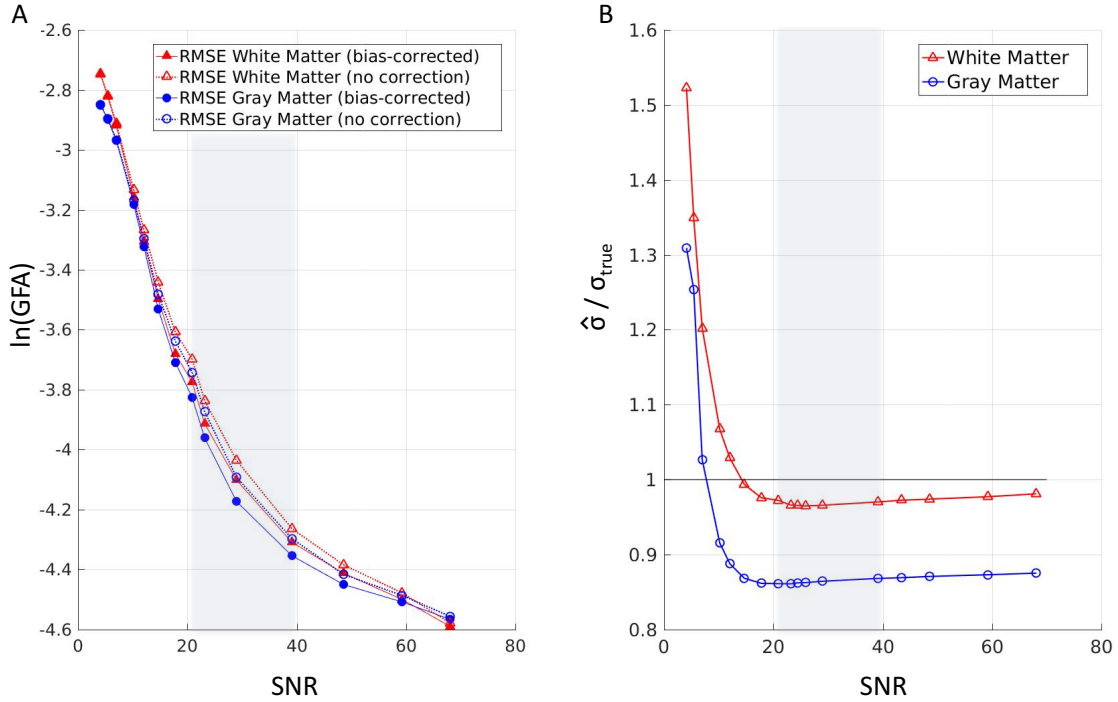 A
-2.6
-2.8
-3
-3.2
-3.4
-3.6
-3.8
-4
-4.2
-4.4
-4.6
ln(GFA)
RMSE White Matter (bias-corrected)
RMSE White Matter (no correction)
RMSE Gray Matter (bias-corrected)
RMSE Gray Matter (no correction)
0 20 40 60 80
SNR
B
1.6
1.5
1.4
1.3
1.2
1.1
1
0.9
0.8
σ̂ / σtrue
White Matter
Gray Matter
0 20 40 60 80
SNR